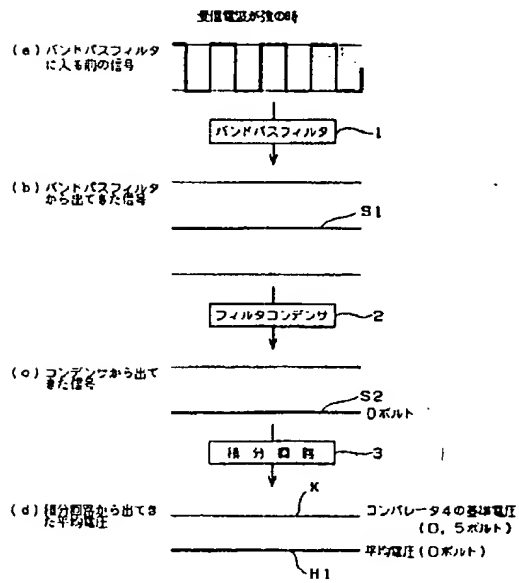 受信電波が強の時
(a) バンドパスフィルタ
に入る前の信号
バンドパスフィルタ
1
(b) バンドパスフィルタ
から出てきた信号
S1
フィルタコンデンサ
2
(c) コンデンサから出て
きた信号
S2
0ボルト
積分回路
3
(d) 積分回路から出てき
た平均電圧
K
コンパレータ4の基準電圧
(0,5ボルト)
平均電圧(0ボルト)
H1